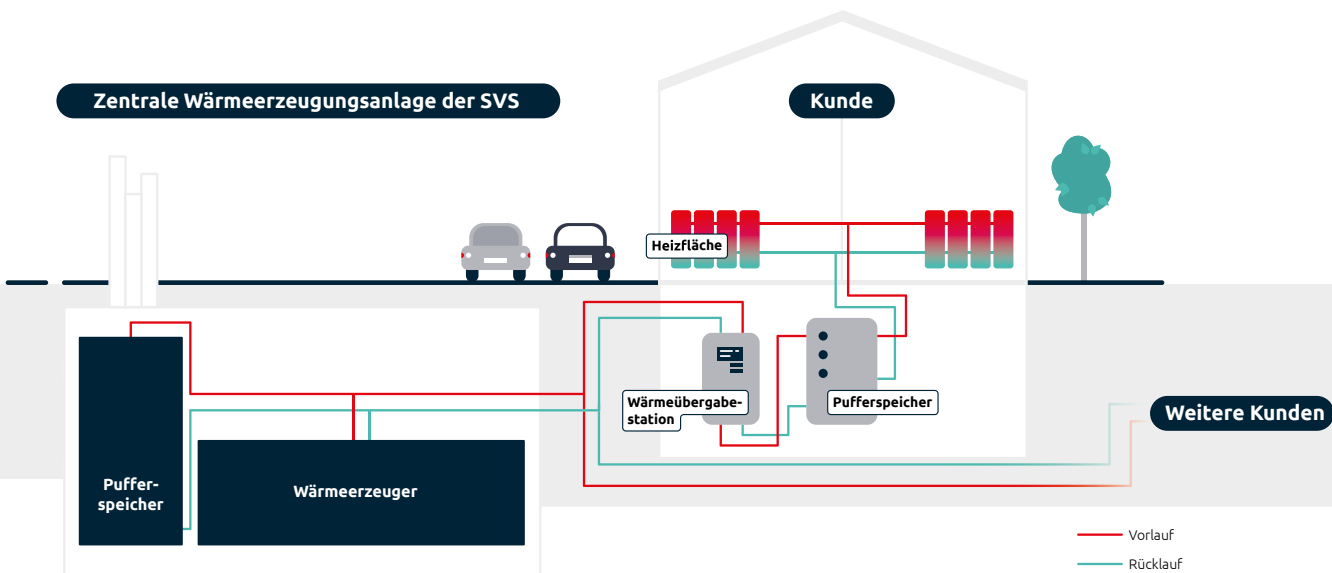 Zentrale Wärmeerzeugungsanlage der SVS
Kunde
Heizfläche
Wärmeübergabe-
station
Pufferspeicher
Weitere Kunden
Puffer-
speicher
Wärmeerzeuger
Vorlauf
Rücklauf